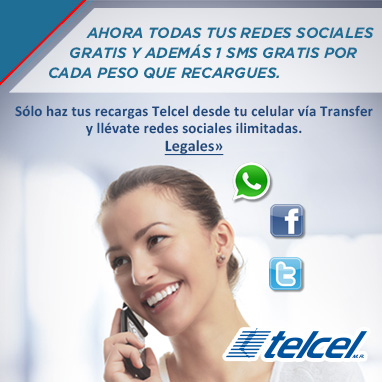 AHORA TODAS TUS REDES SOCIALES
GRATIS Y ADEMÁS 1 SMS GRATIS POR
CADA PESO QUE RECARGUES.
Sólo haz tus recargas Telcel desde tu celular vía Transfer
y llévate redes sociales ilimitadas.
Legales»
f
t
telcel M.R.